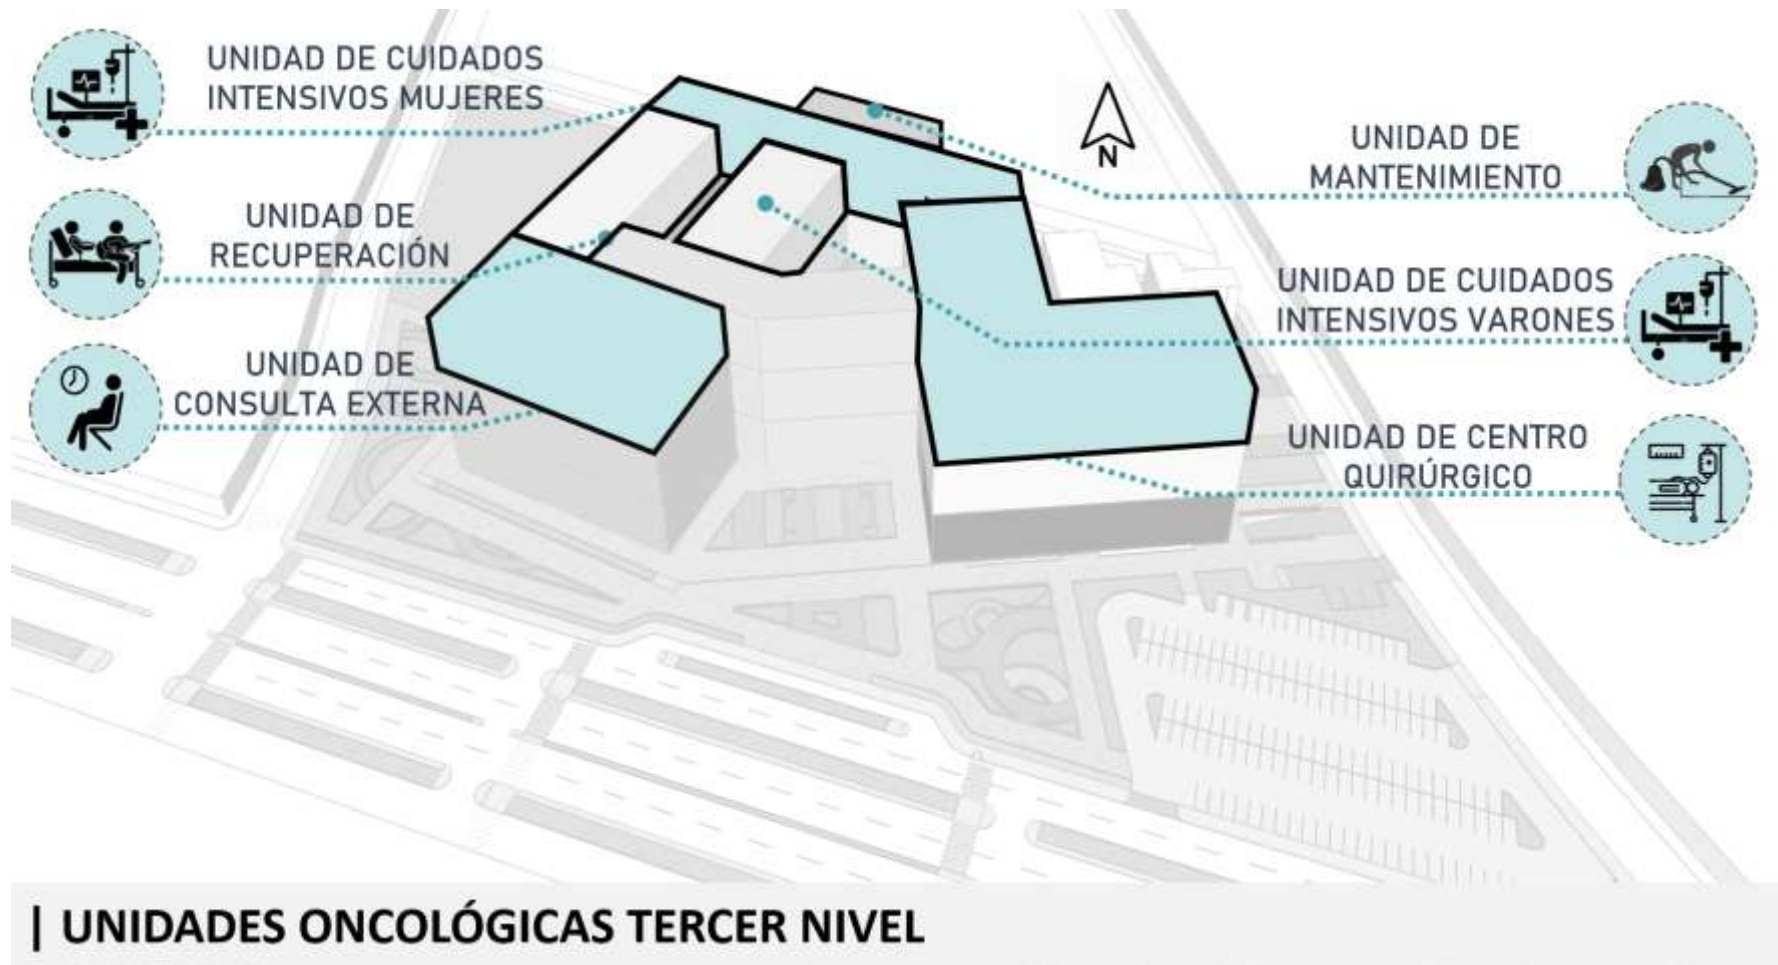 UNIDAD DE CUIDADOS
INTENSIVOS MUJERES
UNIDAD DE
RECUPERACIÓN
UNIDAD DE
CONSULTA EXTERNA
N
UNIDAD DE
MANTENIMIENTO
UNIDAD DE CUIDADOS
INTENSIVOS VARONES
UNIDAD DE CENTRO
QUIRÚRGICO
| UNIDADES ONCOLÓGICAS TERCER NIVEL